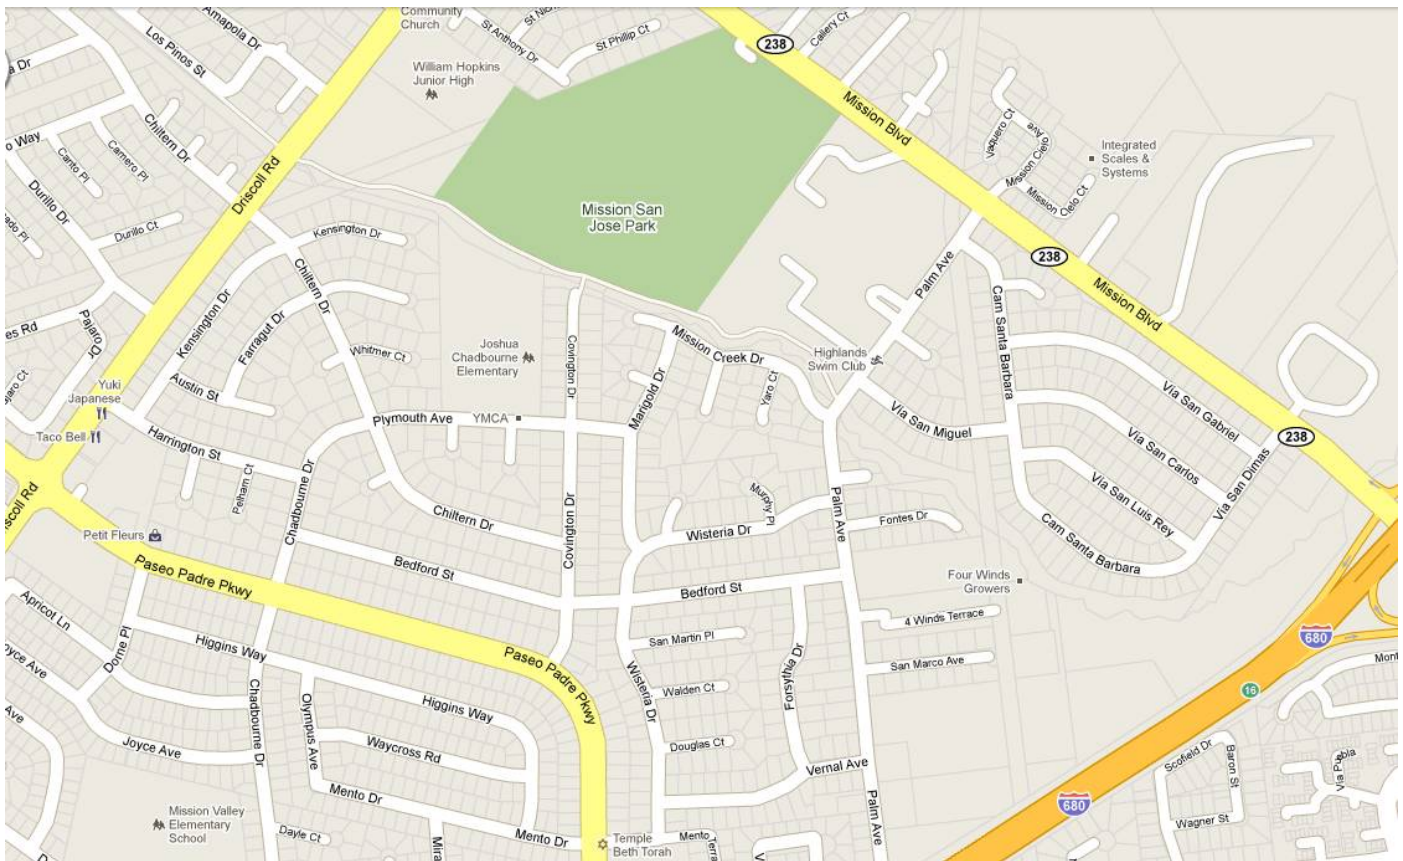 Community
Church
Amapola Dr
Los Pinos St
St Anthony Dr
St Phillip Ct
238
Callery Ct
William Hopkins
Junior High
Mission Blvd
Chiltern Dr
Canto Pl
Camero Pl
Durillo Dr
Durillo Ct
Driscoll Rd
Vaquero Ct
Mission Cielo Ave
Mission Cielo Ct
Integrated
Scales &
Systems
Mission San
Jose Park
Kensington Dr
238
Palm Ave
Mission Blvd
Chiltern Dr
Kensington Dr
Farragut Dr
Cam Santa Barbara
Pajaro Dr
Whitmer Ct
Joshua
Chadbourne
Elementary
Covington Dr
Mission Creek Dr
Highlands
Swim Club
Yuki
Japanese
Austin St
Marigold Dr
Yaro Ct
Via San Gabriel
Taco Bell
Plymouth Ave
YMCA
Via San Miguel
Via San Carlos
238
Harrington St
Pelham Ct
Chadbourne Dr
Via San Luis Rey
Via San Dimas
Murphy Pl
Palm Ave
Chiltern Dr
Covington Dr
Wisteria Dr
Fontes Dr
Cam Santa Barbara
Petit Fleurs
Paseo Padre Pkwy
Bedford St
Bedford St
Four Winds
Growers
Apricot Ln
Dorne Pl
4 Winds Terrace
Higgins Way
San Martin Pl
680
Paseo Padre Pkwy
Forsythia Dr
San Marco Ave
Joyce Ave
Chadbourne Dr
Olympus Ave
Higgins Way
Wisteria Dr
Walden Ct
16
Waycross Rd
Douglas Ct
Vernal Ave
Scofield Dr
Baron St
Via Puebla
Mento Dr
Palm Ave
680
Wagner St
Mission Valley
Elementary
School
Dayle Ct
Mento Dr
Temple
Beth Torah
Mento